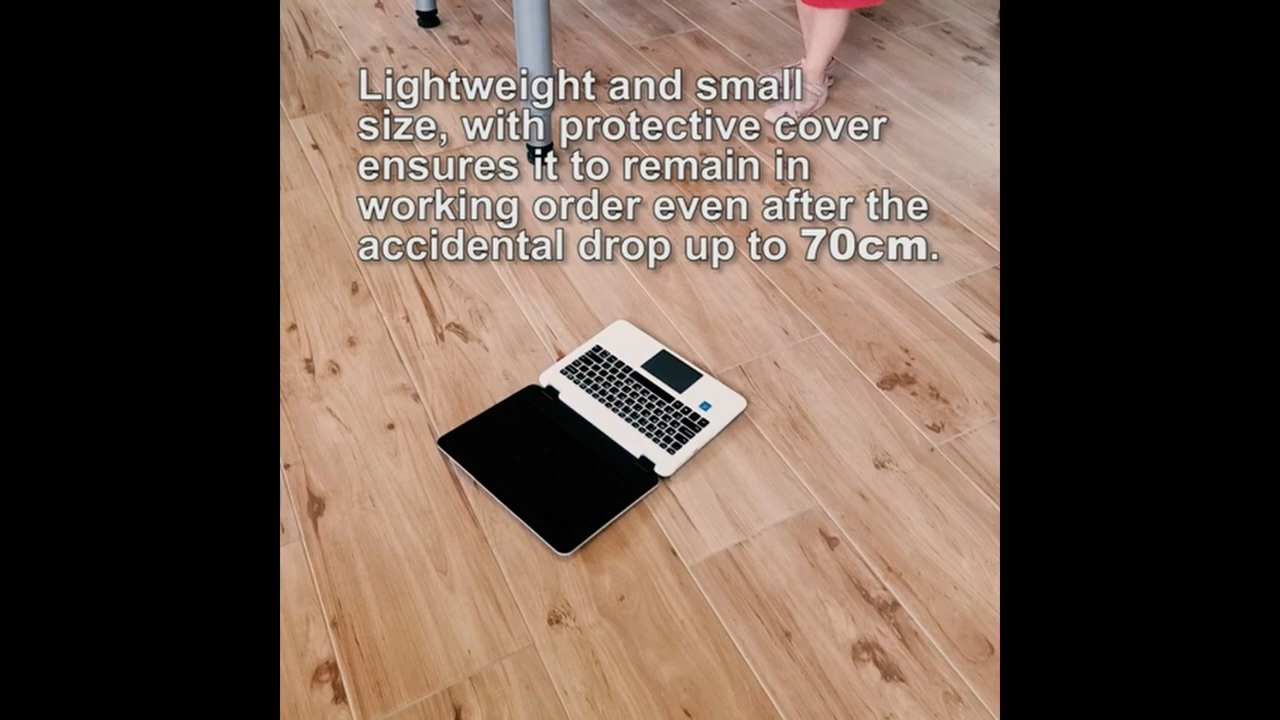 Lightweight and small
size, with protective cover
ensures it to remain in
working order even after the
accidental drop up to 70cm.